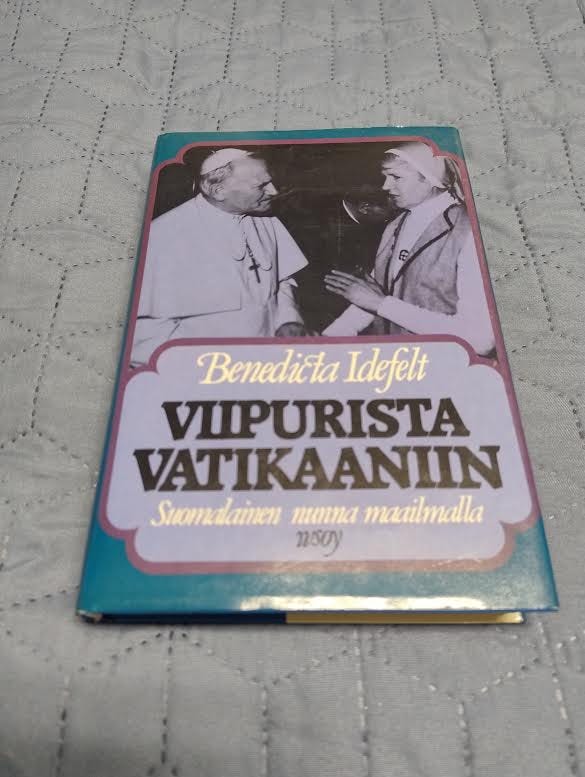 Benedicta Idefelt
VIIPURISTA
VATIKAANIIN
Suomalainen nunna maailmalla
wsoy